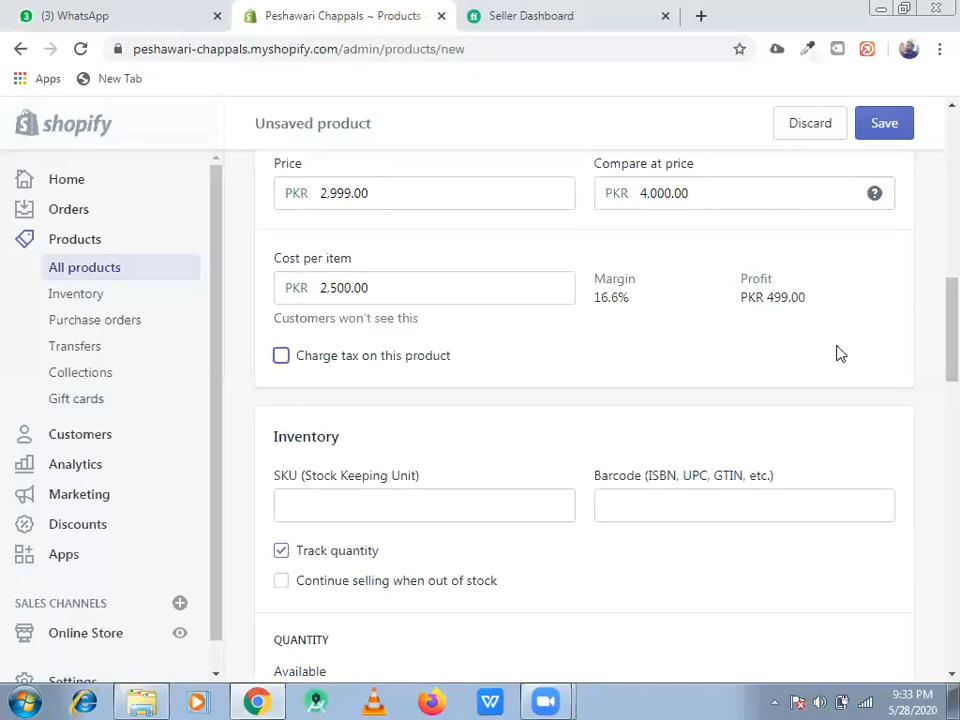 (3) WhatsApp
Peshawari Chappals ~ Products
Seller Dashboard
peshawari-chappals.myshopify.com/admin/products/new
Apps
New Tab
shopify
Unsaved product
Discard
Save
Home
Orders
Products
All products
Inventory
Purchase orders
Transfers
Collections
Gift cards
Customers
Analytics
Marketing
Discounts
Apps
SALES CHANNELS
Online Store
Settings
Price
Compare at price
PKR 2,999.00
PKR 4,000.00
Cost per item
PKR 2,500.00
Margin
16.6%
Profit
PKR 499.00
Customers won't see this
Charge tax on this product
Inventory
SKU (Stock Keeping Unit)
Barcode (ISBN, UPC, GTIN, etc.)
Track quantity
Continue selling when out of stock
QUANTITY
Available
9:33 PM
5/28/2020